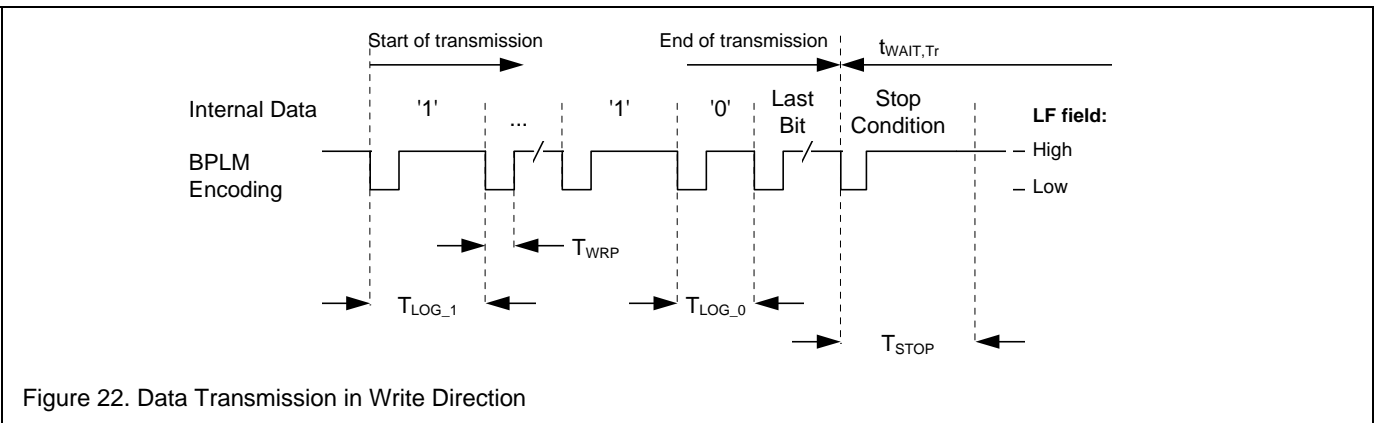 Start of transmission End of transmission tWAIT,Tr
Internal Data '1' ... '1' '0' Last Bit Stop Condition LF field:
BPLM Encoding High
Low
TWRP
TLOG_1 TLOG_0
TSTOP
Figure 22. Data Transmission in Write Direction